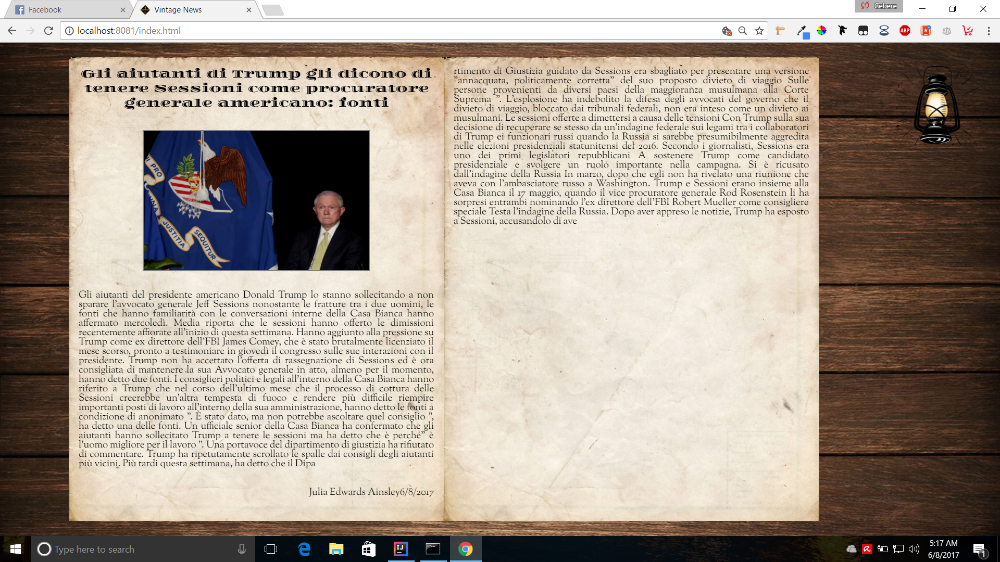 Facebook
Vintage News
Cebere
localhost:8081/index.html
ABP
Gli aiutanti di Trump gli dicono di
tenere Sessioni come procuratore
generale americano: fonti
I PRO
INA
JUSTITIA
SEQUITUR
Gli aiutanti del presidente americano Donald Trump lo stanno sollecitando a non
sparare l'avvocato generale Jeff Sessions nonostante le fratture tra i due uomini, le
fonti che hanno familiarità con le conversazioni interne della Casa Bianca hanno
affermato mercoledì. Media riporta che le sessioni hanno offerto le dimissioni
recentemente affiorate all'inizio di questa settimana. Hanno aggiunto alla pressione su
Trump come ex direttore dell'FBI James Comey, che è stato brutalmente licenziato il
mese scorso, pronto a testimoniare in giovedì il congresso sulle sue interazioni con il
presidente. Trump non ha accettato l'offerta di rassegnazione di Sessions ed è ora
consigliata di mantenere la sua Avvocato generale in atto, almeno per il momento,
hanno detto due fonti. I consiglieri politici e legali all'interno della Casa Bianca hanno
riferito a Trump che nel corso dell'ultimo mese che il processo di cottura delle
Sessioni creerebbe un'altra tempesta di fuoco e rendere più difficile riempire
importanti posti di lavoro all'interno della sua amministrazione, hanno detto le fonti a
condizione di anonimato ". È stato dato, ma non potrebbe ascoltare quel consiglio ",
ha detto una delle fonti. Un ufficiale senior della Casa Bianca ha confermato che gli
aiutanti hanno sollecitato Trump a tenere le sessioni ma ha detto che è perché" è
l'uomo migliore per il lavoro ". Una portavoce del dipartimento di giustizia ha rifiutato
di commentare. Trump ha ripetutamente scrollato le spalle dai consigli degli aiutanti
più vicini. Più tardi questa settimana, ha detto che il Dipa
Julia Edwards Ainsley6/8/2017
rtimento di Giustizia guidato da Sessions era sbagliato per presentare una versione
"annacquata, politicamente corretta" del suo proposto divieto di viaggio Sulle
persone provenienti da diversi paesi della maggioranza musulmana alla Corte
Suprema ". L'esplosione ha indebolito la difesa degli avvocati del governo che il
divieto di viaggio, bloccato dai tribunali federali, non era inteso come un divieto ai
musulmani. Le sessioni offerte a dimettersi a causa delle tensioni Con Trump sulla sua
decisione di recuperare se stesso da un'indagine federale sui legami tra i collaboratori
di Trump ei funzionari russi quando la Russia si sarebbe presumibilmente aggredita
nelle elezioni presidenziali statunitensi del 2016. Secondo i giornalisti, Sessions era
uno dei primi legislatori repubblicani A sostenere Trump come candidato
presidenziale e svolgere un ruolo importante nella campagna. Si è ricusato
dall'indagine della Russia In marzo, dopo che egli non ha rivelato una riunione che
aveva con l'ambasciatore russo a Washington. Trump e Sessioni erano insieme alla
Casa Bianca il 17 maggio, quando il vice procuratore generale Rod Rosenstein li ha
sorpresi entrambi nominando l'ex direttore dell'FBI Robert Mueller come consigliere
speciale Testa l'indagine della Russia. Dopo aver appreso le notizie, Trump ha esposto
a Sessioni, accusandolo di ave
Type here to search
IJ
5:17 AM
6/8/2017
1